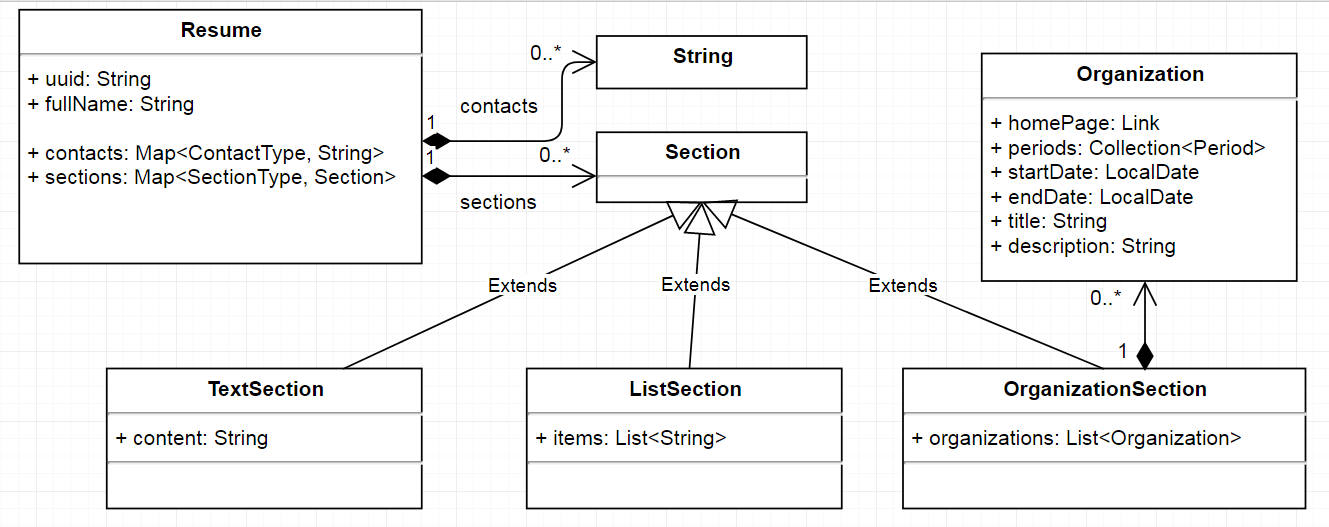 Resume
+ uuid: String
+ fullName: String
+ contacts: Map<ContactType, String>
+ sections: Map<SectionType, Section>
1
contacts
0..*
String
1
sections
0..*
Section
Organization
+ homePage: Link
+ periods: Collection<Period>
+ startDate: LocalDate
+ endDate: LocalDate
+ title: String
+ description: String
Extends
Extends
Extends
0..*
1
TextSection
+ content: String
ListSection
+ items: List<String>
OrganizationSection
+ organizations: List<Organization>